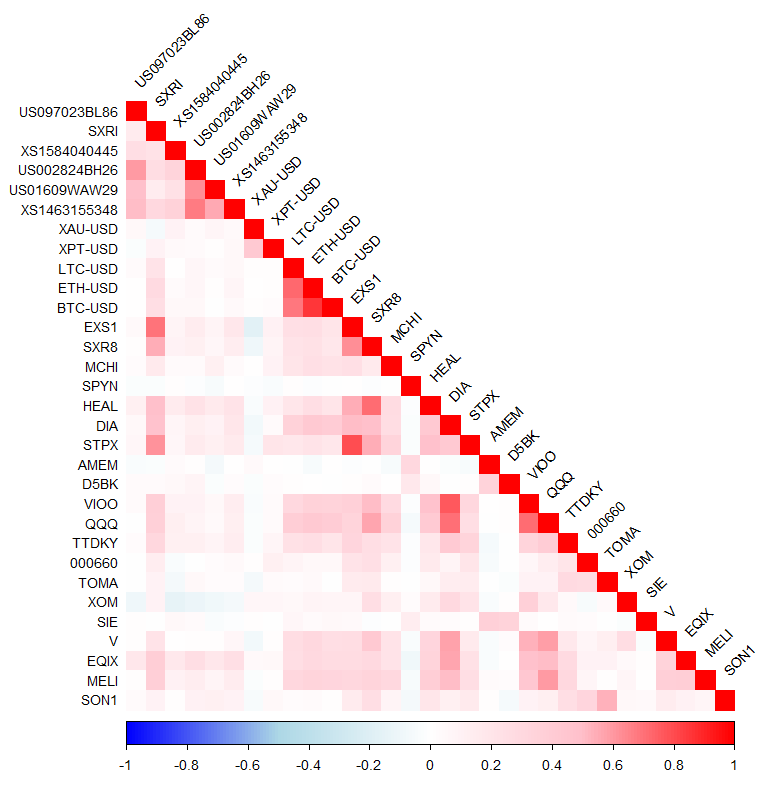 US097023BL86
SXRI
XS1584040445
US002824BH26
US01609WAW29
XS1463155348
XAU-USD
XPT-USD
LTC-USD
ETH-USD
BTC-USD
EXS1
SXR8
MCHI
SPYN
HEAL
DIA
STPX
AMEM
D5BK
VIOO
QQQ
TTDKY
000660
TOMA
XOM
SIE
V
EQIX
MELI
SON1
US097023BL86
SXRI
XS1584040445
US002824BH26
US01609WAW29
XS1463155348
XAU-USD
XPT-USD
LTC-USD
ETH-USD
BTC-USD
EXS1
SXR8
MCHI
SPYN
HEAL
DIA
STPX
AMEM
D5BK
VIOO
QQQ
TTDKY
000660
TOMA
XOM
SIE
V
EQIX
MELI
SON1
-1 -0.8 -0.6 -0.4 -0.2 0 0.2 0.4 0.6 0.8 1